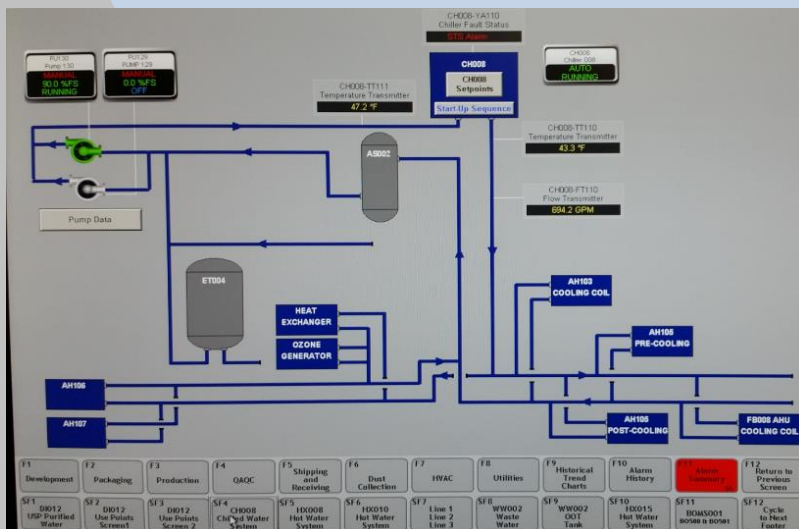 CH008-YA110
Chiller Fault Status
STS Alarm
PU130
Pump 130
MANUAL
90.0 %FS
RUNNING
PU129
PUMP 129
MANUAL
0.0 %FS
OFF
CH008-TT111
Temperature Transmitter
47.2 °F
CH008
CH008
Setpoints
Start-Up Sequence
CH008
Chiller 008
AUTO
RUNNING
CH008-TT110
Temperature Transmitter
43.3 °F
AS002
CH008-FT110
Flow Transmitter
694.2 GPM
Pump Data
ET004
HEAT
EXCHANGER
OZONE
GENERATOR
AH103
COOLING COIL
AH105
PRE-COOLING
AH106
AH107
AH105
POST-COOLING
FB008 AHU
COOLING COIL
F1
Development
F2
Packaging
F3
Production
F4
QAQC
F5
Shipping
and
Receiving
F6
Dust
Collection
F7
HVAC
F8
Utilities
F9
Historical
Trend
Charts
F10
Alarm
History
F11
Alarm
Summary
F12
Return to
Previous
Screen
SF1
DI012
USP Purified
Water
SF2
DI012
Use Points
Screen1
SF3
DI012
Use Points
Screen 2
SF4
CH008
Chilled Water
System
SF5
HX008
Hot Water
System
SF6
HX010
Hot Water
System
SF7
Line 1
Line 2
Line 3
SF8
WW002
Waste
Water
SF9
WW002
OOT
Tank
SF10
HX015
Hot Water
System
SF11
BOMS001
SF12
Cycle
to Next
Footer